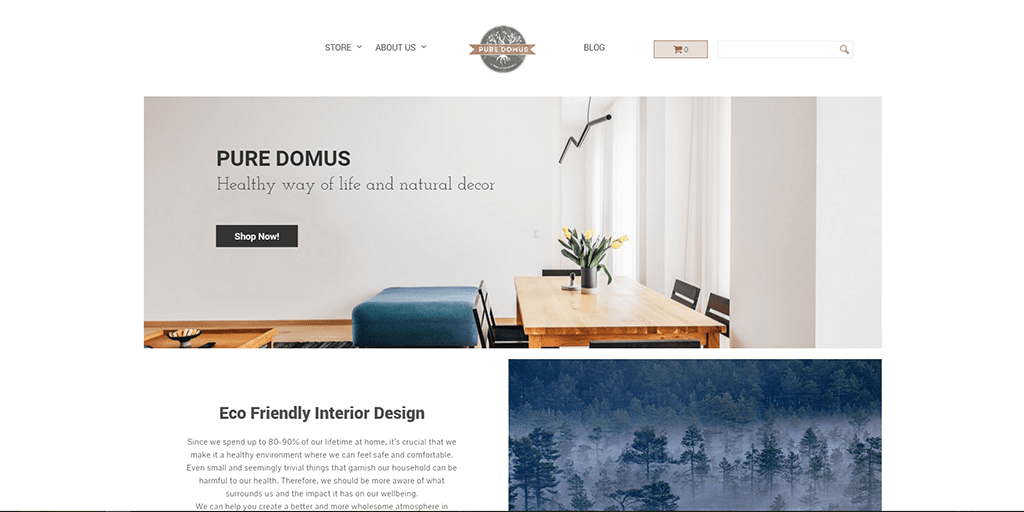 STORE
ABOUT US
PURE DOMUS
BLOG
0
PURE DOMUS
Healthy way of life and natural decor
Shop Now!
Eco Friendly Interior Design
Since we spend up to 80-90% of our lifetime at home, it's crucial that we
make it a healthy environment where we can feel safe and comfortable.
Even small and seemingly trivial things that garnish our household can be
harmful to our health. Therefore, we should be more aware of what
surrounds us and the impact it has on our wellbeing.
We can help you create a better and more wholesome atmosphere in